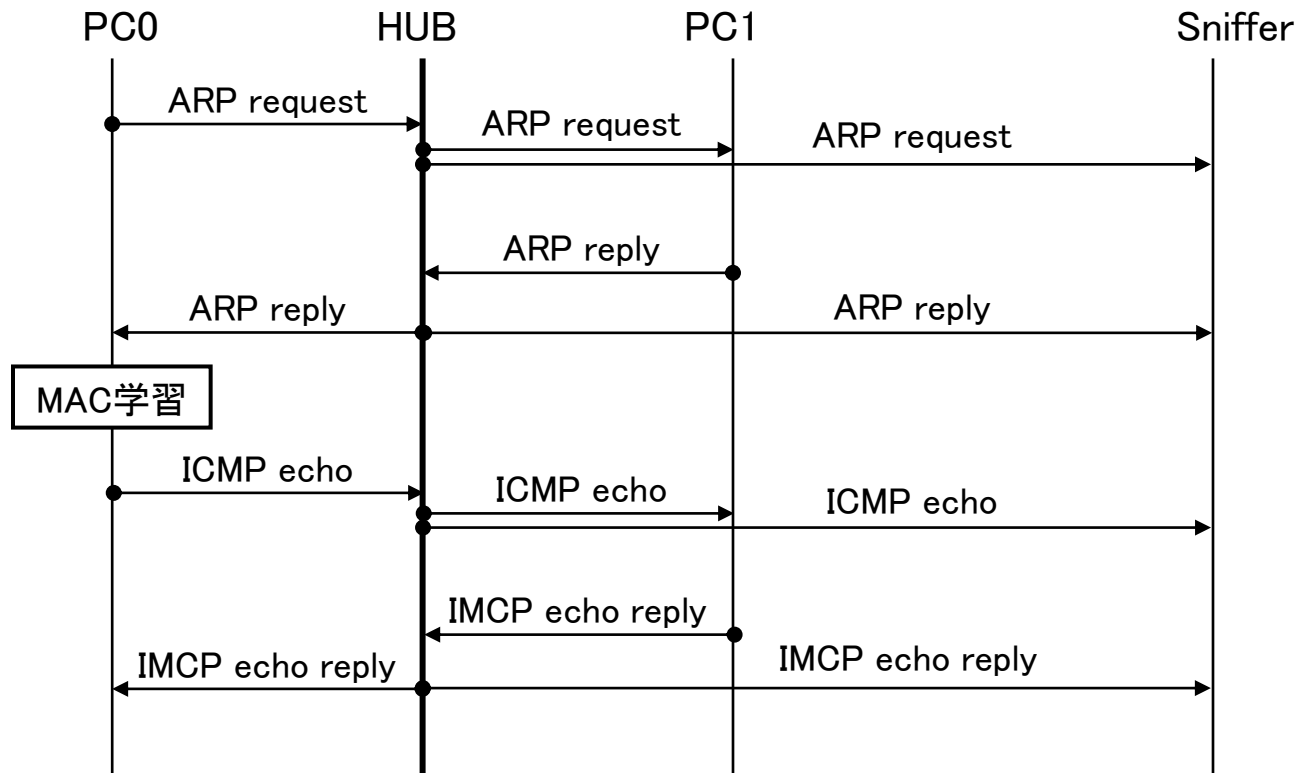 PC0
HUB
PC1
Sniffer
ARP request
ARP request
ARP request
ARP reply
ARP reply
ARP reply
MAC学習
ICMP echo
ICMP echo
ICMP echo
IMCP echo reply
IMCP echo reply
IMCP echo reply